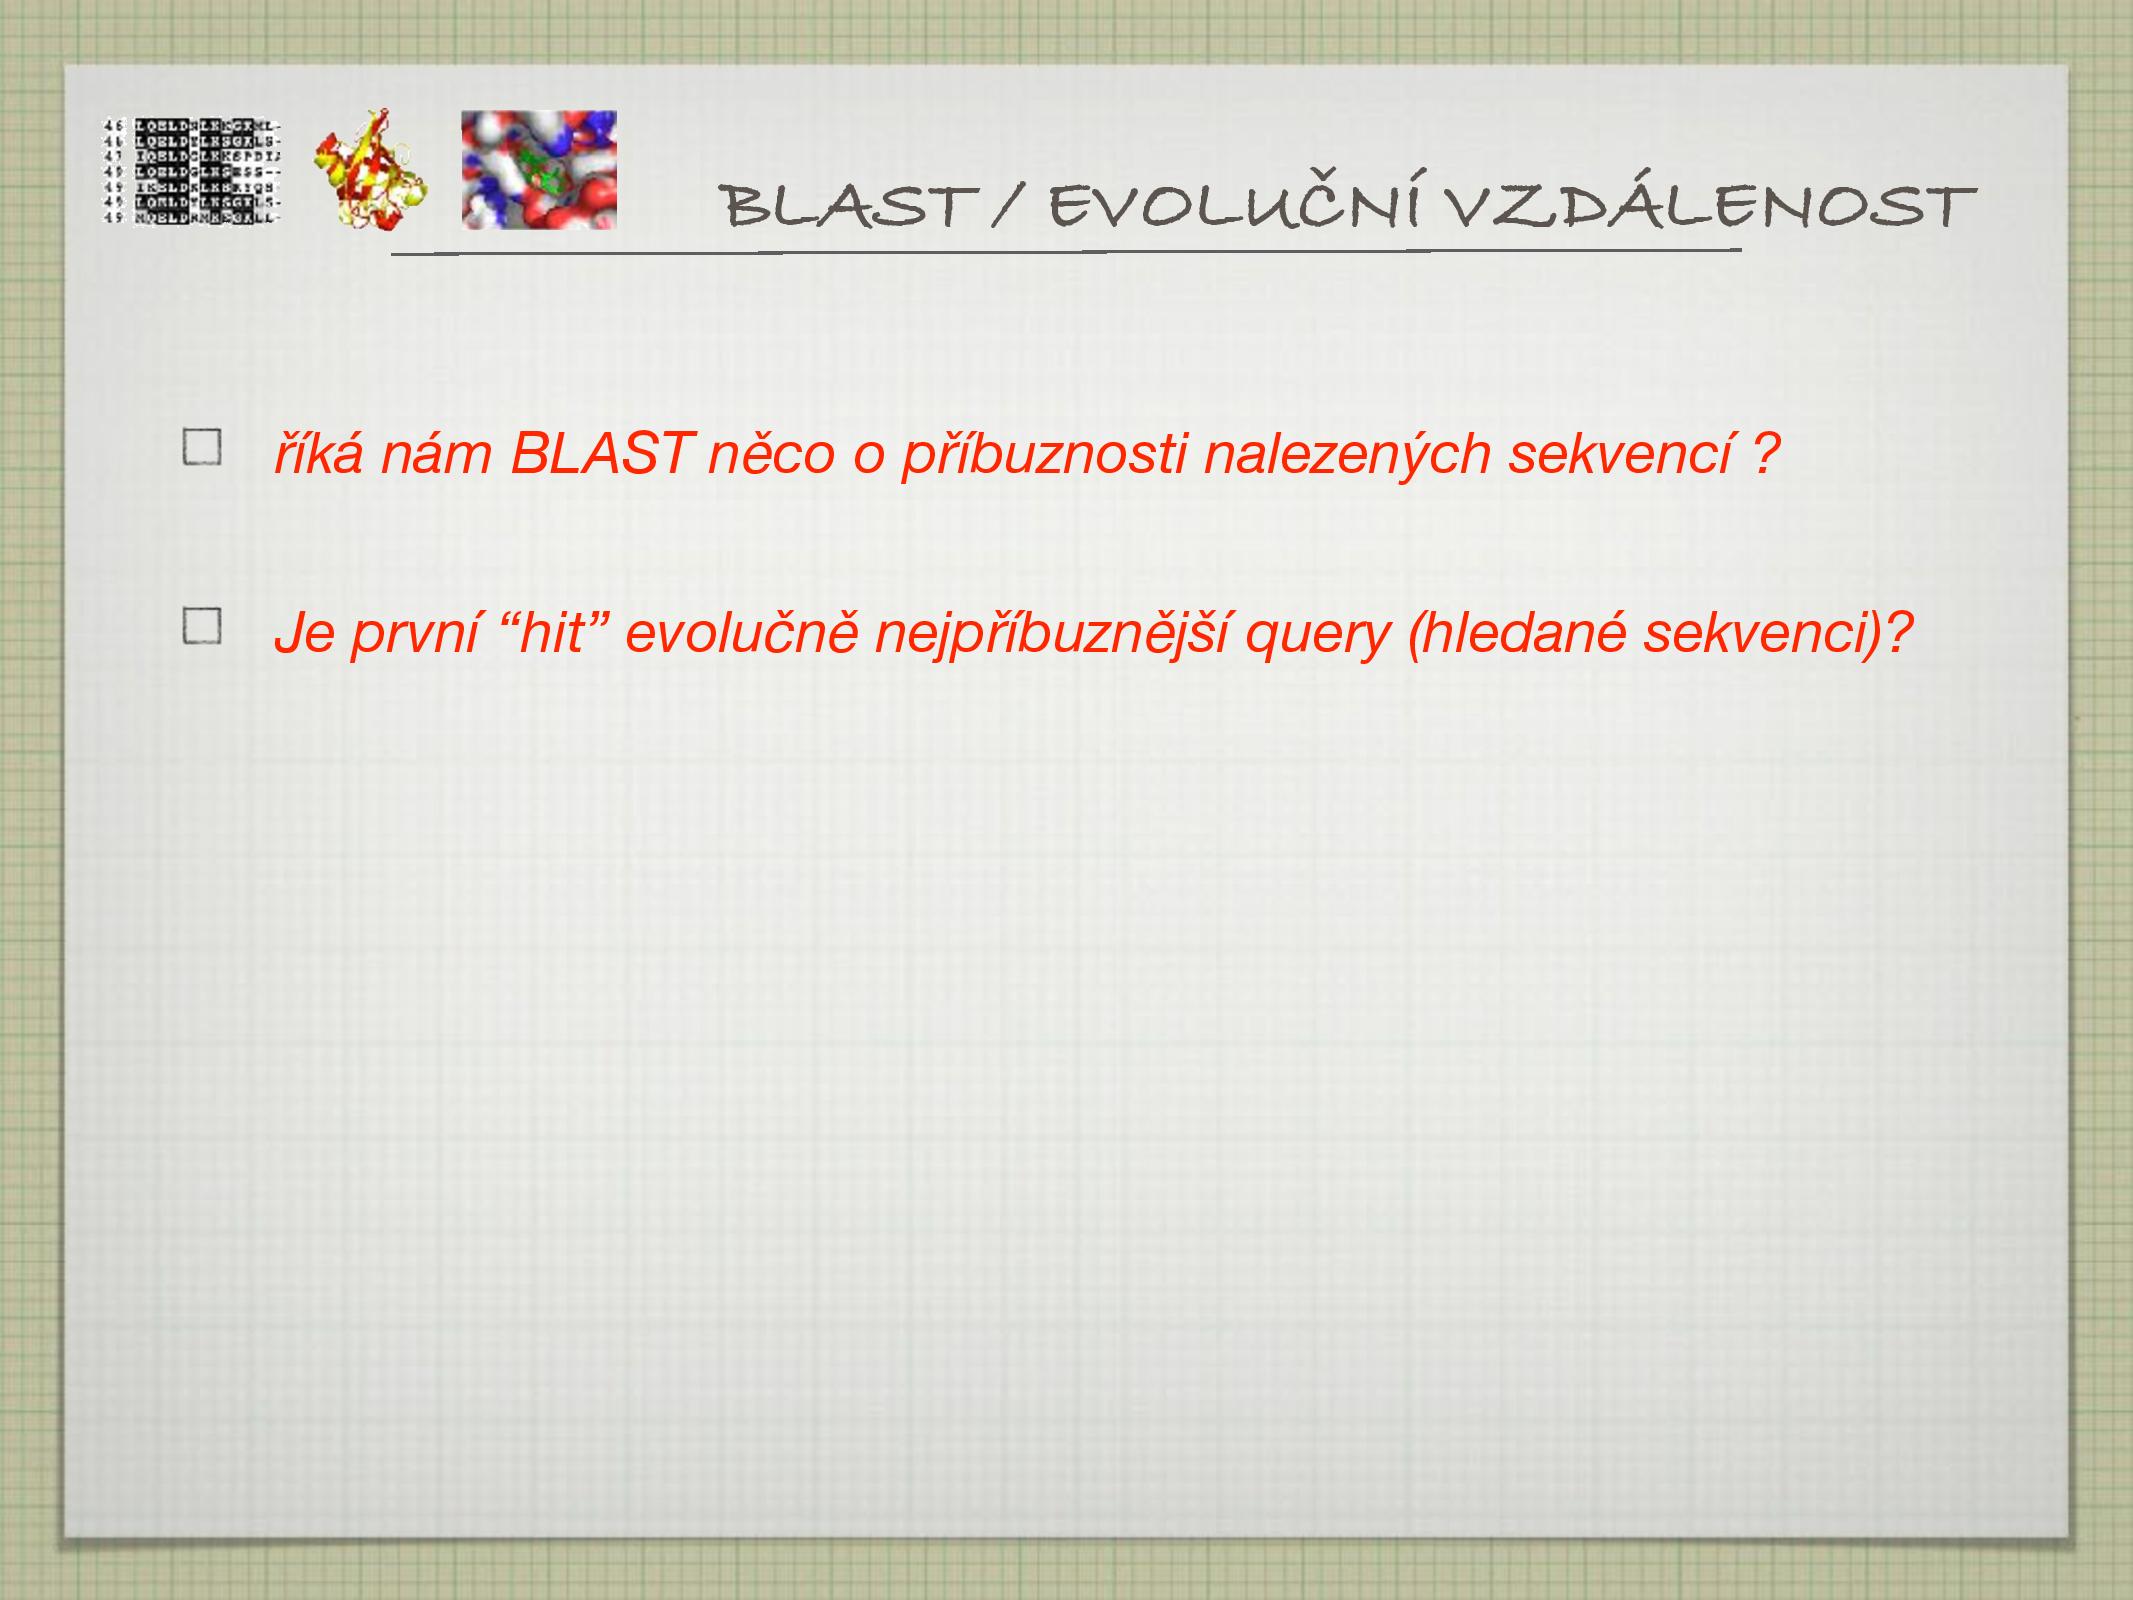 BLAST / EVOLUČNÍ VZDÁLENOST
říká nám BLAST něco o příbuznosti nalezených sekvencí ?
Je první “hit” evolučně nejpříbuznější query (hledané sekvenci)?